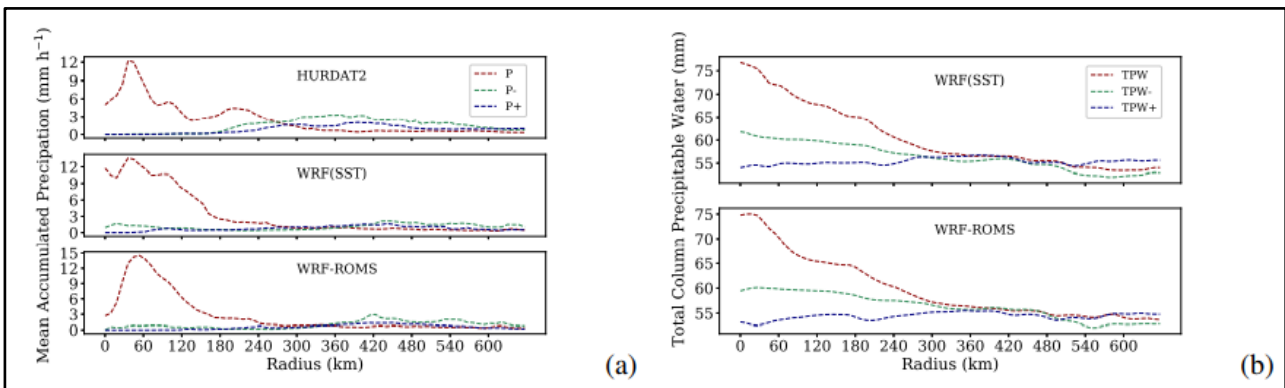 Mean Accumulated Precipation (mm h⁻¹)
12
9
6
3
0
HURDAT2
P
P-
P+
12
9
6
3
0
WRF(SST)
15
12
9
6
3
0
WRF-ROMS
0 60 120 180 240 300 360 420 480 540 600
Radius (km)
(a)
Total Column Precipitable Water (mm)
75
70
65
60
55
WRF(SST)
TPW
TPW-
TPW+
75
70
65
60
55
WRF-ROMS
0 60 120 180 240 300 360 420 480 540 600
Radius (km)
(b)